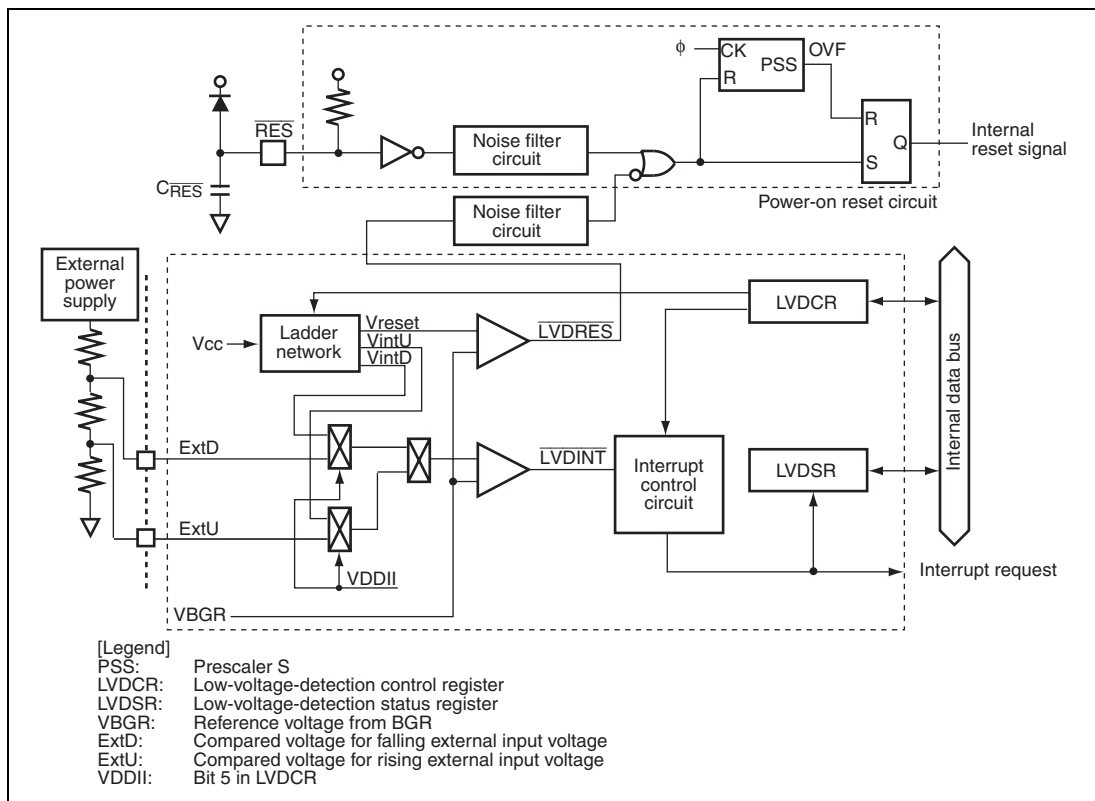 φ
CK
PSS
R
OVF
R
Q
S
Internal
reset signal
RES
CRES
Noise filter
circuit
Power-on reset circuit
Noise filter
circuit
External
power
supply
Vcc
Ladder
network
Vreset
VintU
VintD
LVDRES
LVDCR
ExtD
LVDINT
Interrupt
control
circuit
LVDSR
Internal data bus
ExtU
VDDII
Interrupt request
VBGR
[Legend]
PSS: Prescaler S
LVDCR: Low-voltage-detection control register
LVDSR: Low-voltage-detection status register
VBGR: Reference voltage from BGR
ExtD: Compared voltage for falling external input voltage
ExtU: Compared voltage for rising external input voltage
VDDII: Bit 5 in LVDCR